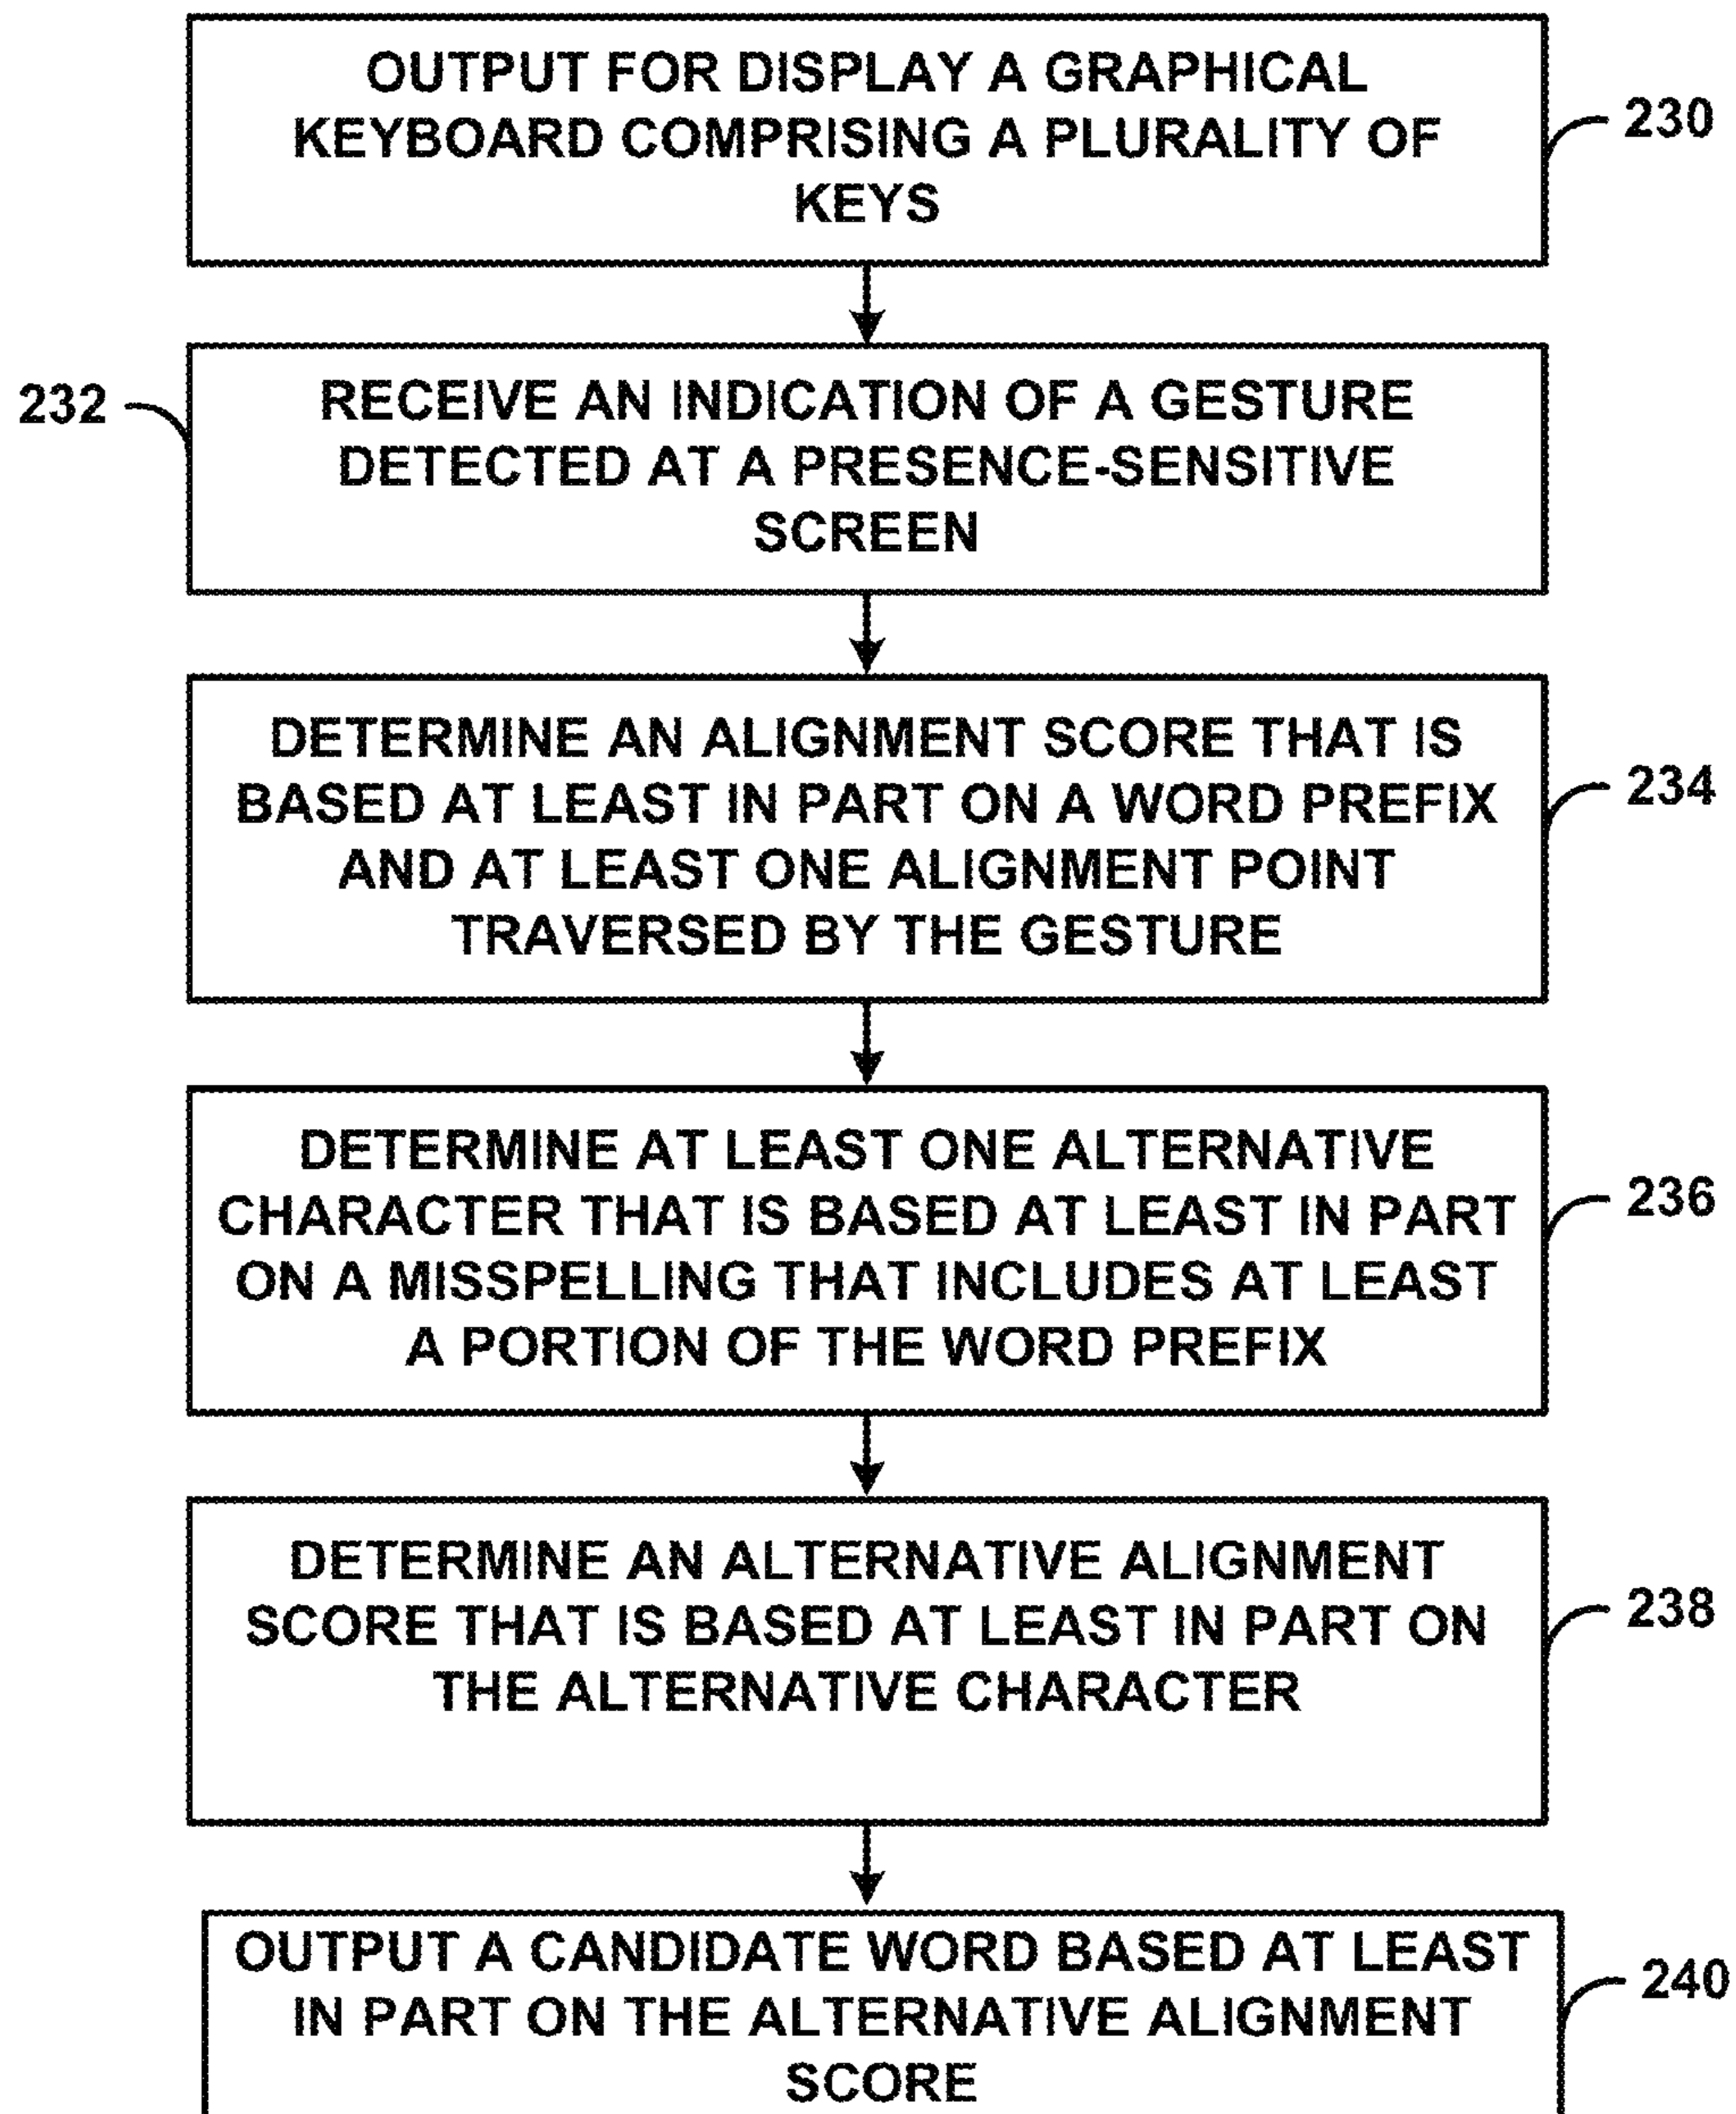 OUTPUT FOR DISPLAY A GRAPHICAL
KEYBOARD COMPRISING A PLURALITY OF
KEYS
230
232
RECEIVE AN INDICATION OF A GESTURE
DETECTED AT A PRESENCE-SENSITIVE
SCREEN
DETERMINE AN ALIGNMENT SCORE THAT IS
BASED AT LEAST IN PART ON A WORD PREFIX
AND AT LEAST ONE ALIGNMENT POINT
TRAVERSED BY THE GESTURE
234
DETERMINE AT LEAST ONE ALTERNATIVE
CHARACTER THAT IS BASED AT LEAST IN PART
ON A MISSPELLING THAT INCLUDES AT LEAST
A PORTION OF THE WORD PREFIX
236
DETERMINE AN ALTERNATIVE ALIGNMENT
SCORE THAT IS BASED AT LEAST IN PART ON
THE ALTERNATIVE CHARACTER
238
OUTPUT A CANDIDATE WORD BASED AT LEAST
IN PART ON THE ALTERNATIVE ALIGNMENT
SCORE
240